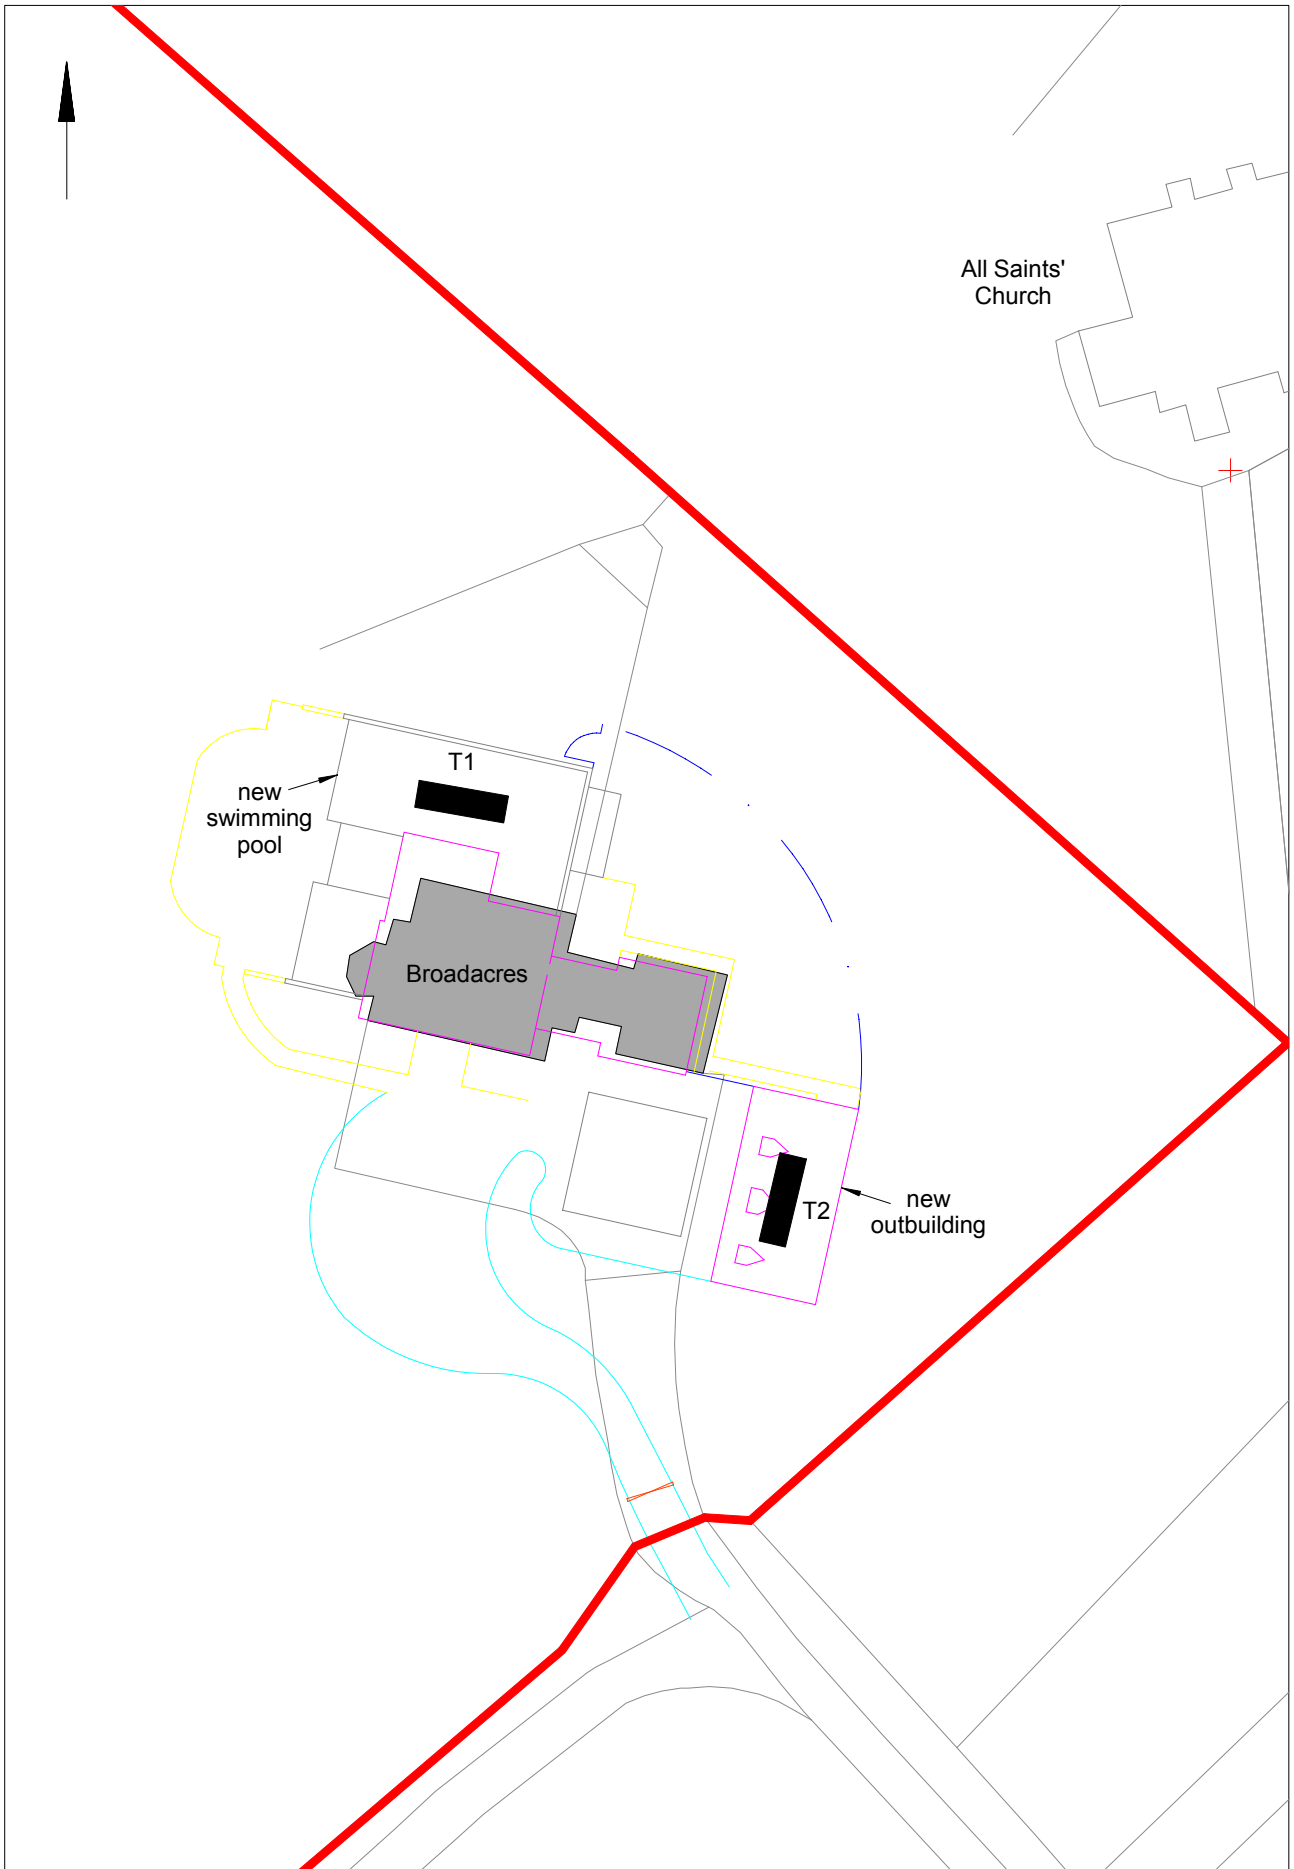 All Saints'
Church
T1
new
swimming
pool
Broadacres
T2
new
outbuilding